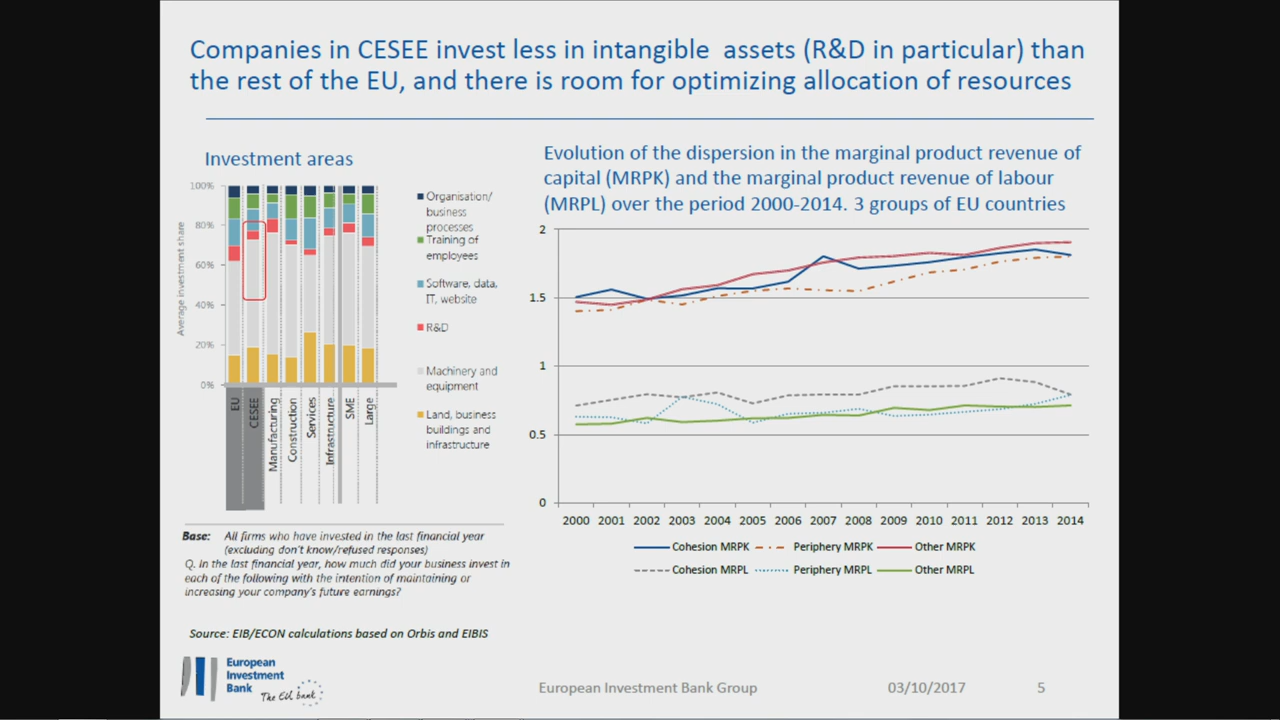 Companies in CESEE invest less in intangible assets (R&D in particular) than
the rest of the EU, and there is room for optimizing allocation of resources
Investment areas
Average investment share
100%
80%
60%
40%
20%
0%
EU
CESEE
Manufacturing
Construction
Services
Infrastructure
SME
Large
Organisation/
business
processes
Training of
employees
Software, data,
IT, website
R&D
Machinery and
equipment
Land, business
buildings and
infrastructure
Base: All firms who have invested in the last financial year
(excluding don't know/refused responses)
Q. In the last financial year, how much did your business invest in
each of the following with the intention of maintaining or
increasing your company's future earnings?
Evolution of the dispersion in the marginal product revenue of
capital (MRPK) and the marginal product revenue of labour
(MRPL) over the period 2000-2014. 3 groups of EU countries
2
1.5
1
0.5
0
2000 2001 2002 2003 2004 2005 2006 2007 2008 2009 2010 2011 2012 2013 2014
Cohesion MRPK Periphery MRPK Other MRPK
Cohesion MRPL Periphery MRPL Other MRPL
Source: EIB/ECON calculations based on Orbis and EIBIS
European
Investment
Bank
The EU bank
European Investment Bank Group 03/10/2017 5